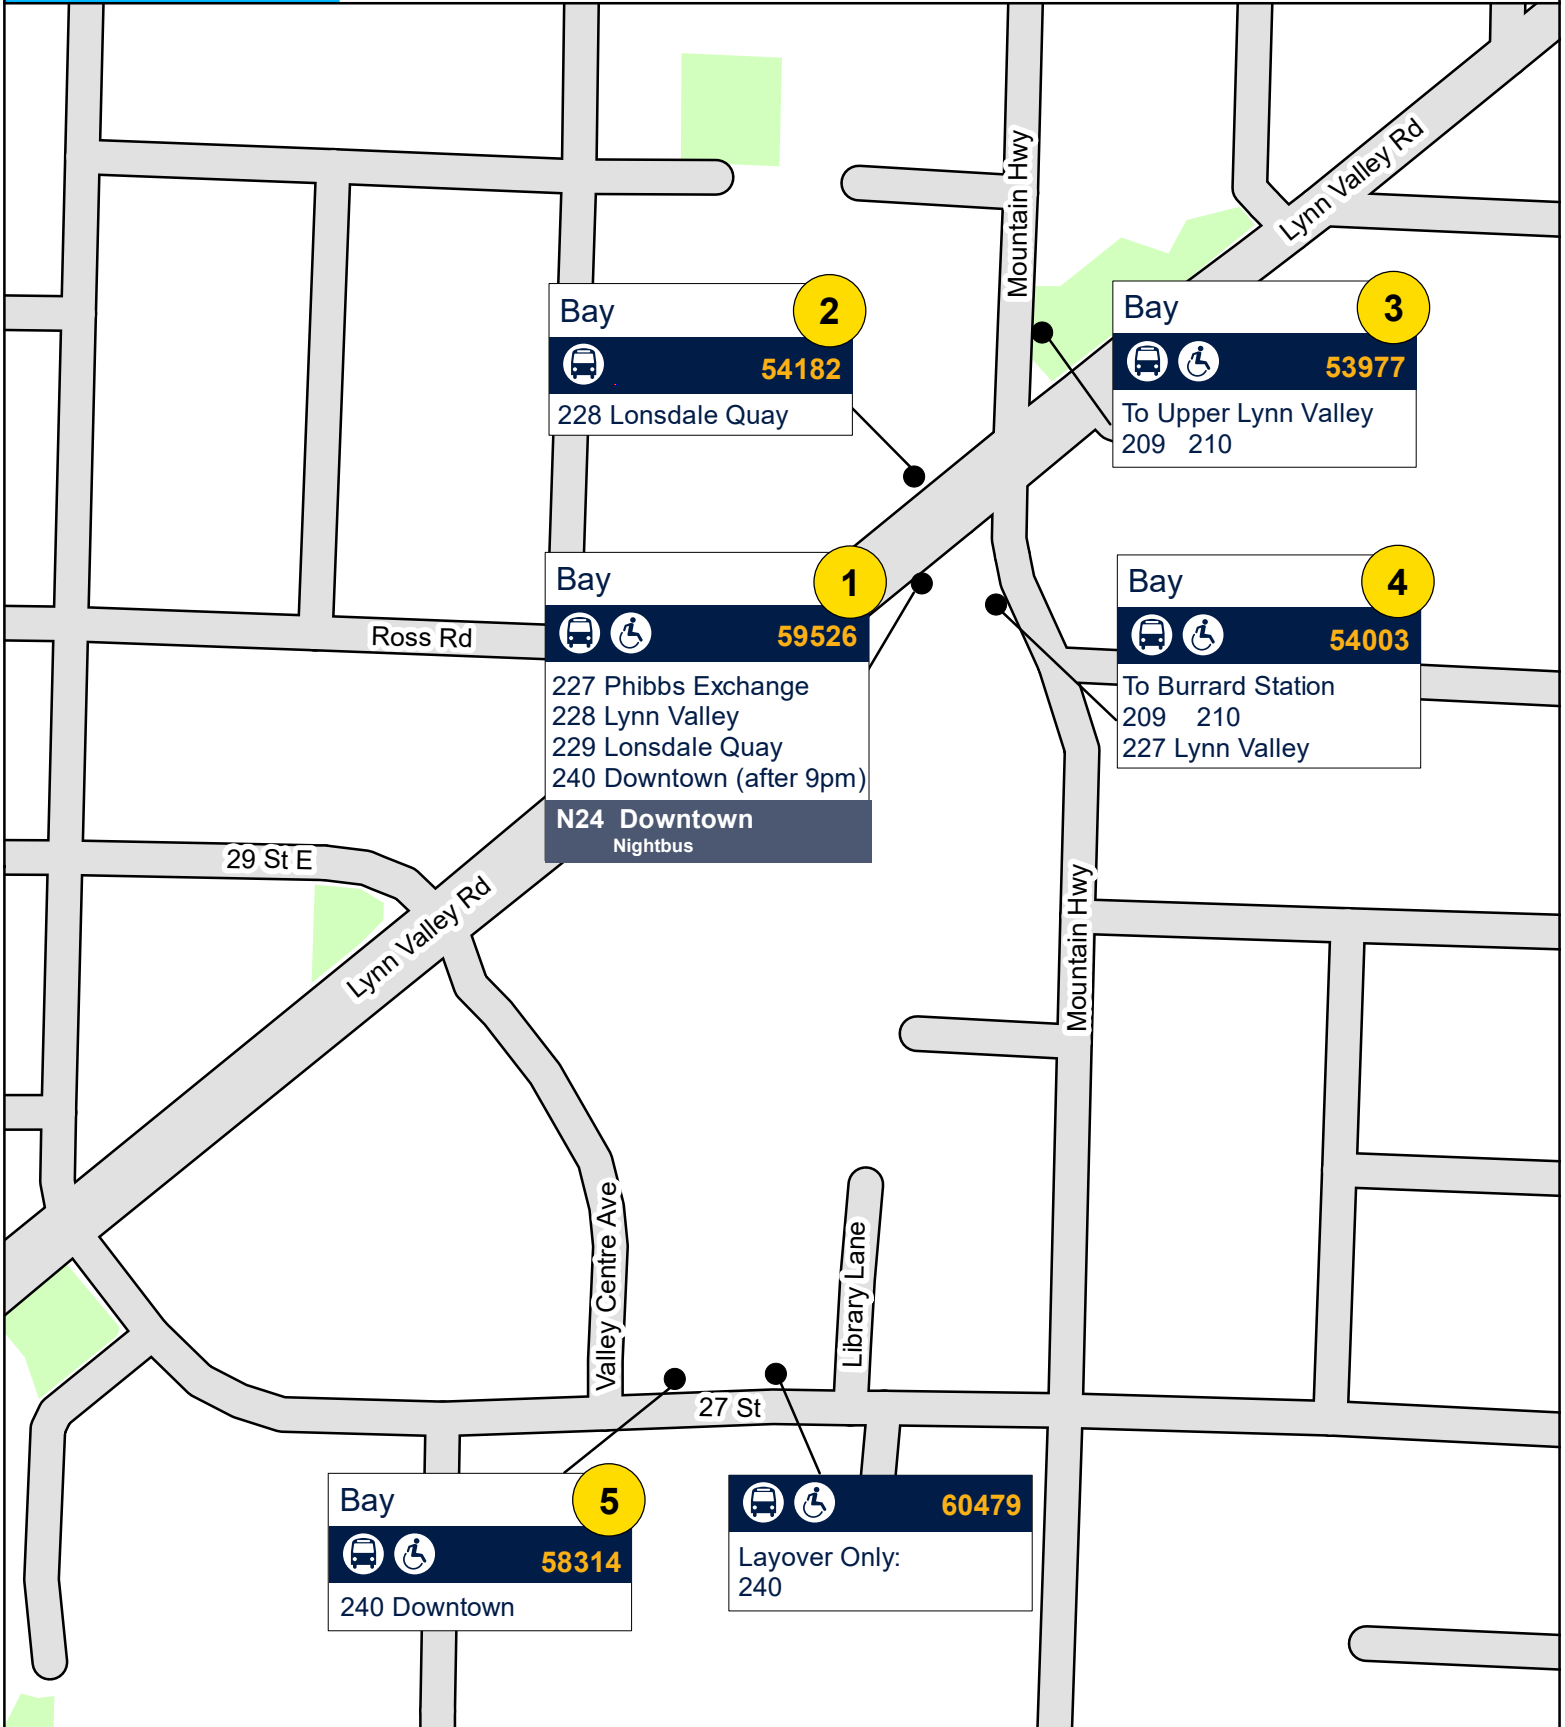 Mountain Hwy
Lynn Valley Rd
Bay
2
54182
228 Lonsdale Quay
Bay
3
53977
To Upper Lynn Valley
209 210
Bay
1
59526
227 Phibbs Exchange
228 Lynn Valley
229 Lonsdale Quay
240 Downtown (after 9pm)
N24 Downtown
Nightbus
Bay
4
54003
To Burrard Station
209 210
227 Lynn Valley
Ross Rd
29 St E
Lynn Valley Rd
Mountain Hwy
Valley Centre Ave
Library Lane
27 St
Bay
5
58314
240 Downtown
60479
Layover Only:
240